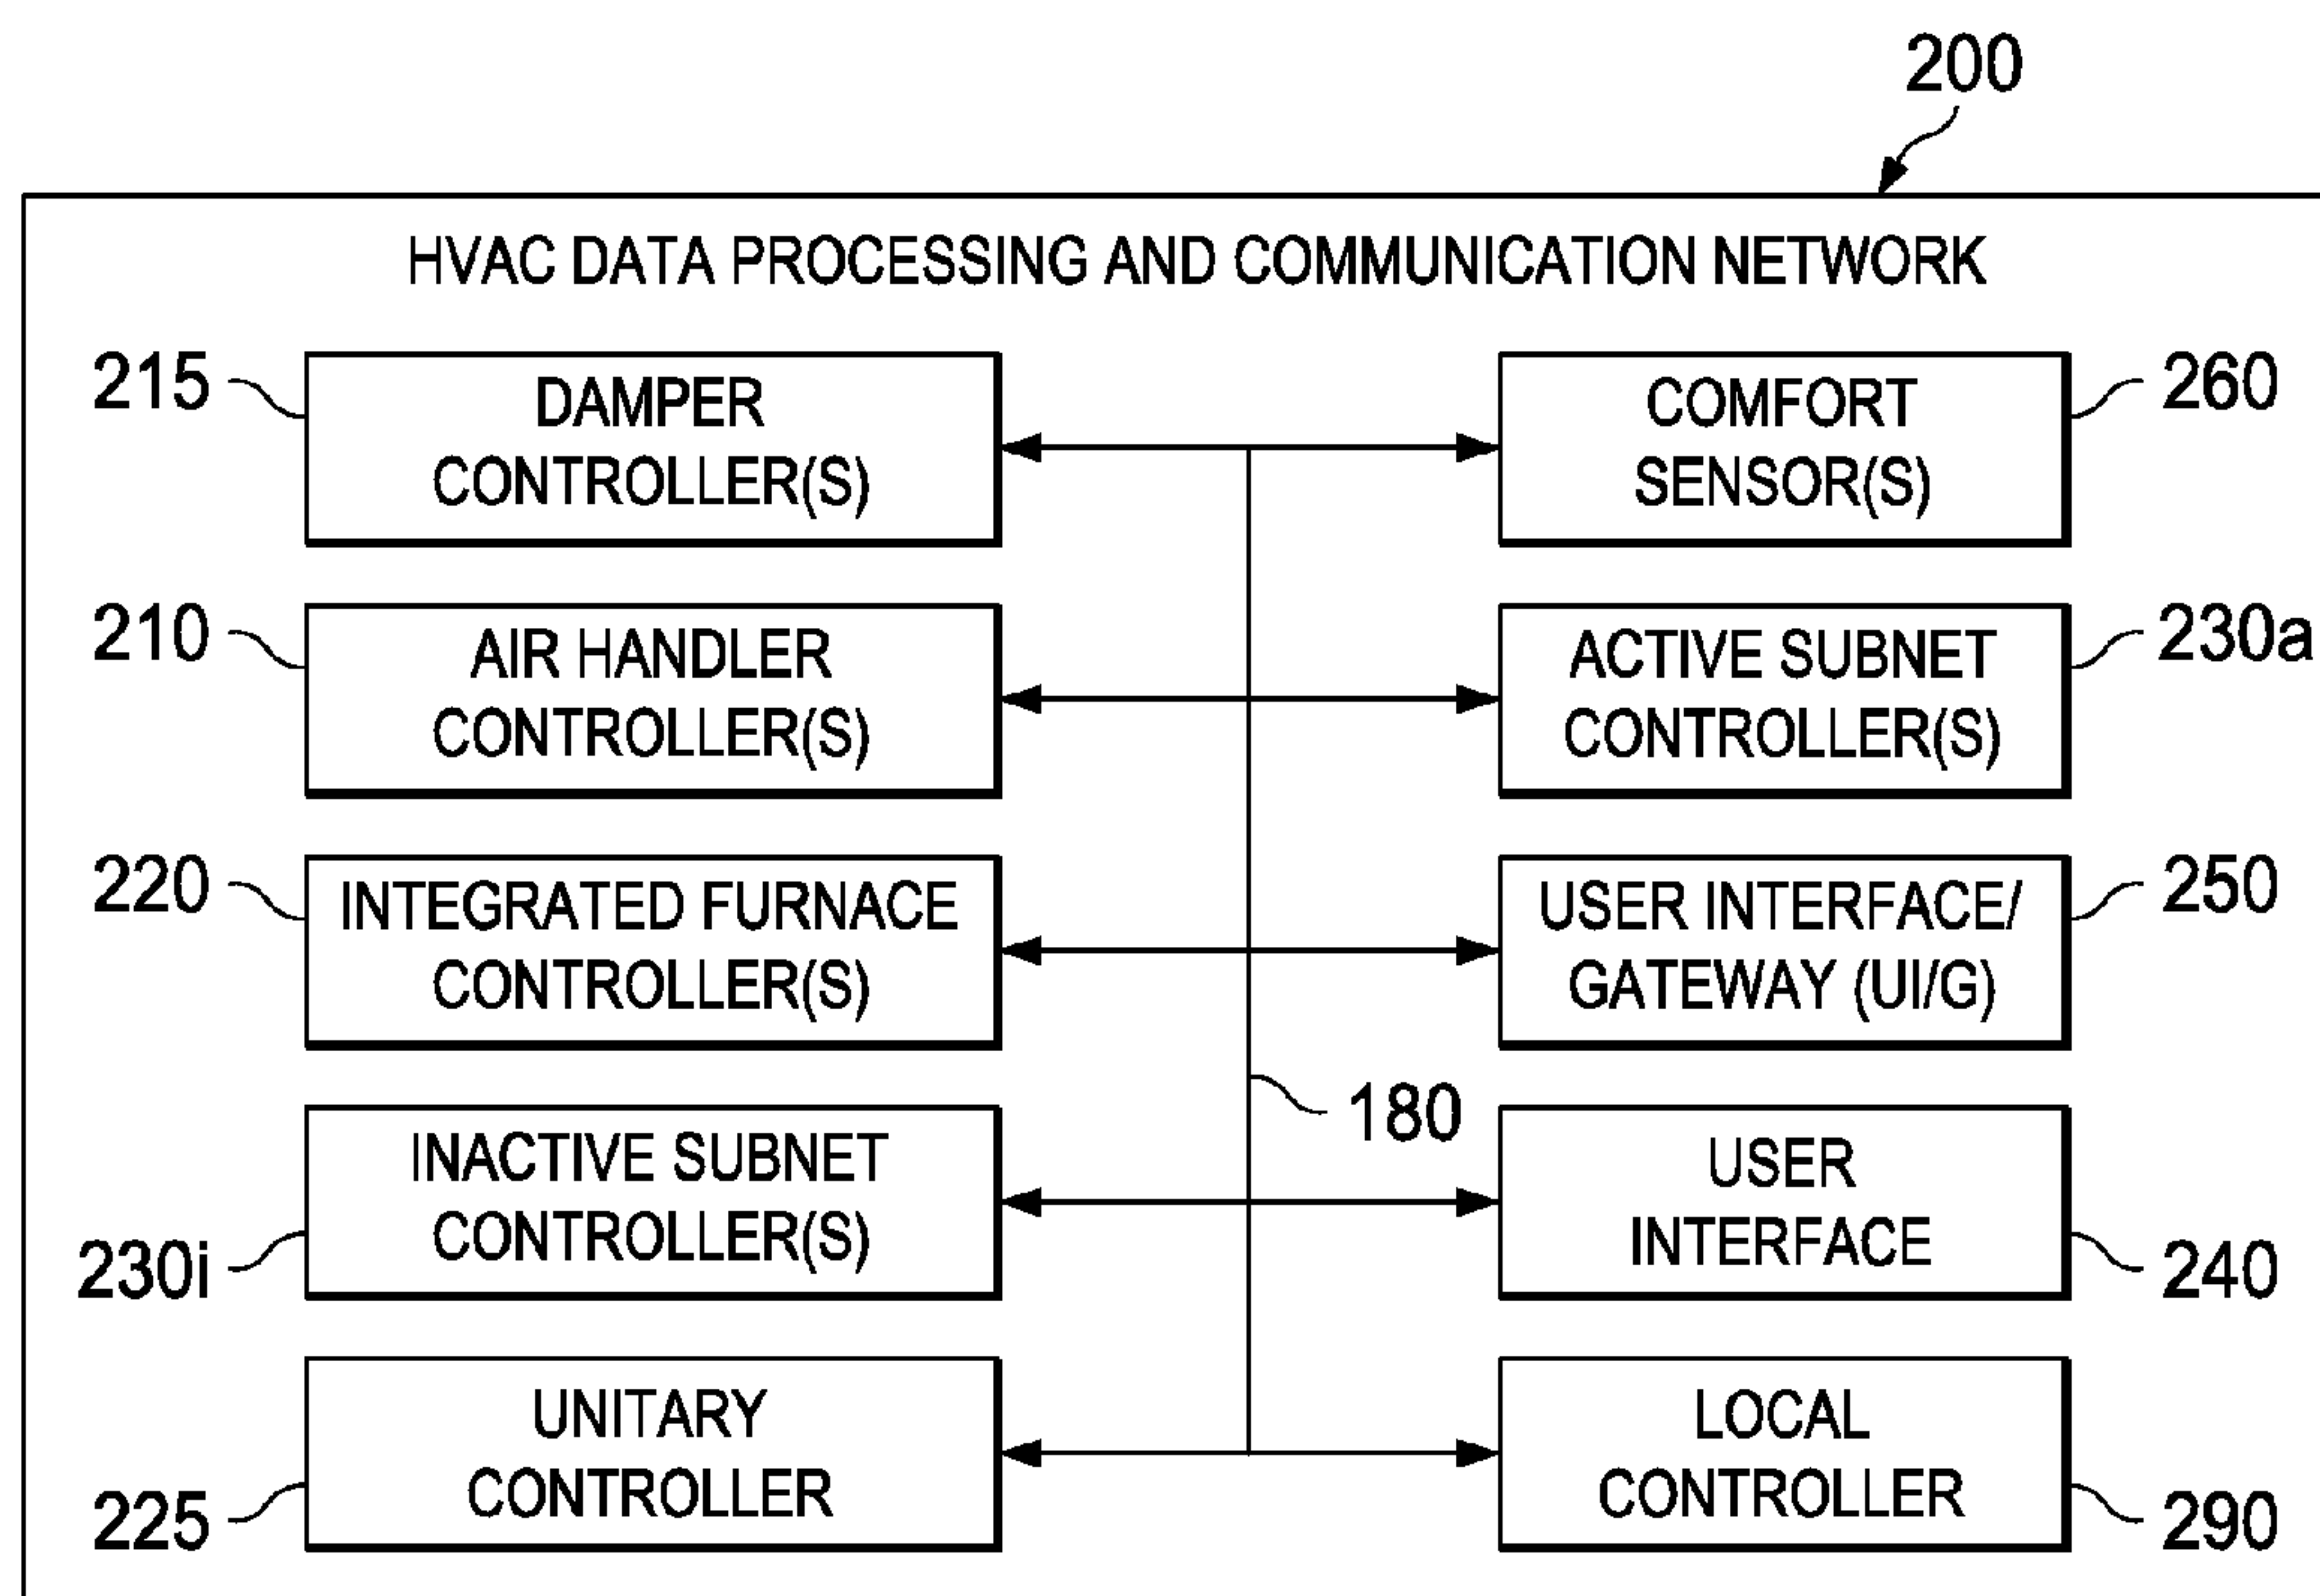 200
HVAC DATA PROCESSING AND COMMUNICATION NETWORK
215
DAMPER
CONTROLLER(S)
COMFORT
SENSOR(S)
260
210
AIR HANDLER
CONTROLLER(S)
ACTIVE SUBNET
CONTROLLER(S)
230a
220
INTEGRATED FURNACE
CONTROLLER(S)
USER INTERFACE/
GATEWAY (UI/G)
250
180
INACTIVE SUBNET
CONTROLLER(S)
230i
USER
INTERFACE
240
UNITARY
CONTROLLER
225
LOCAL
CONTROLLER
290